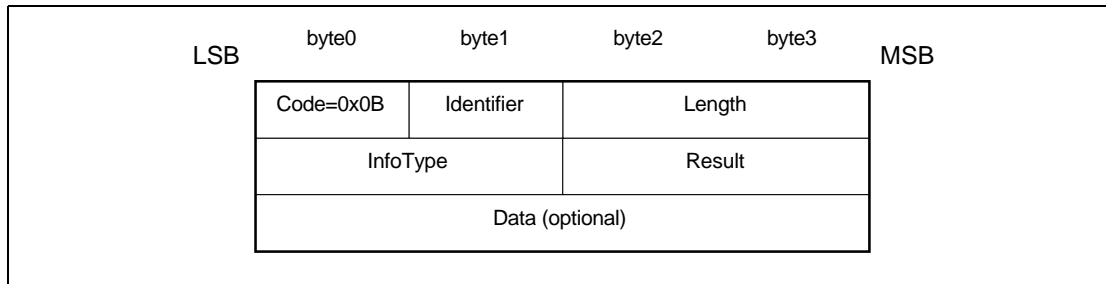 byte0 byte1 byte2 byte3
LSB MSB
Code=0x0B Identifier Length
InfoType Result
Data (optional)